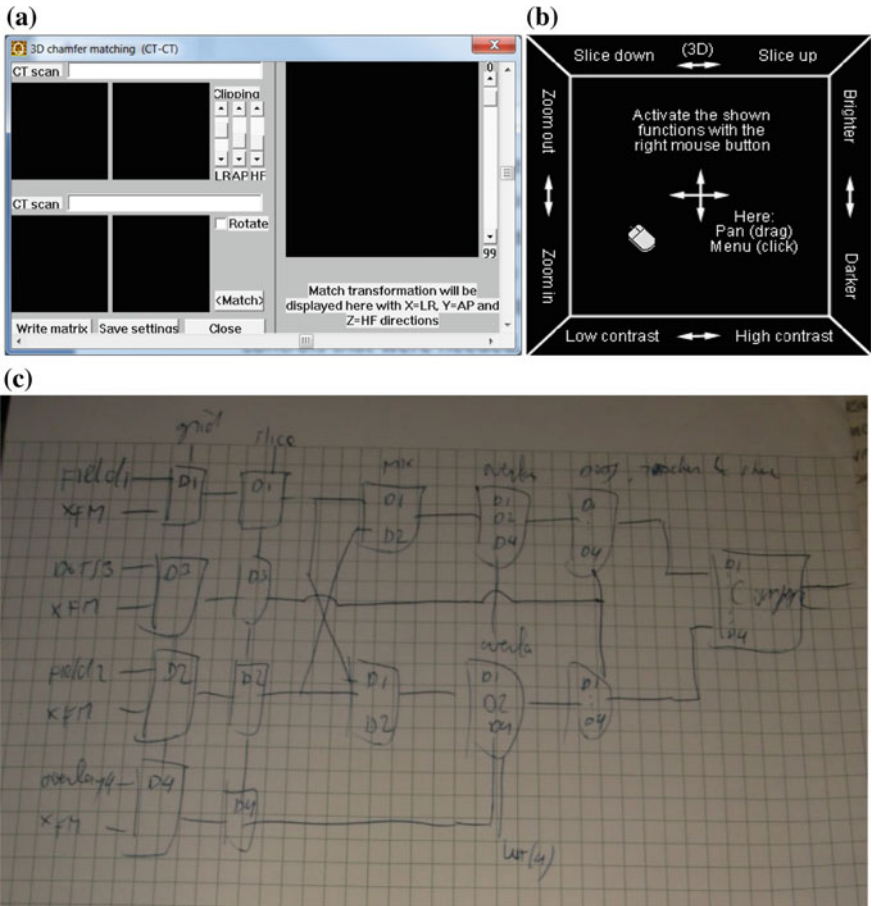 (a)
3D chamfer matching (CT-CT)
CT scan
Clipping
LR AP HF
CT scan
Rotate
<Match>
Write matrix Save settings Close
0
99
Match transformation will be
displayed here with X=LR, Y=AP and
Z=HF directions
(b)
Slice down (3D) Slice up
Zoom out
Zoom in
Brighter
Darker
Activate the shown
functions with the
right mouse button
Here:
Pan (drag)
Menu (click)
Low contrast High contrast
(c)
grid slice
mix
Field1 D1 D1 D1 D1
XFM D2 D2 D4 D4
D1
D4
DOTS3 D3 D3
XFM
Field2 D2 D2 D1 D1 D1
XFM D2 D2 D4 D4
overlay4 D4 D4
XFM